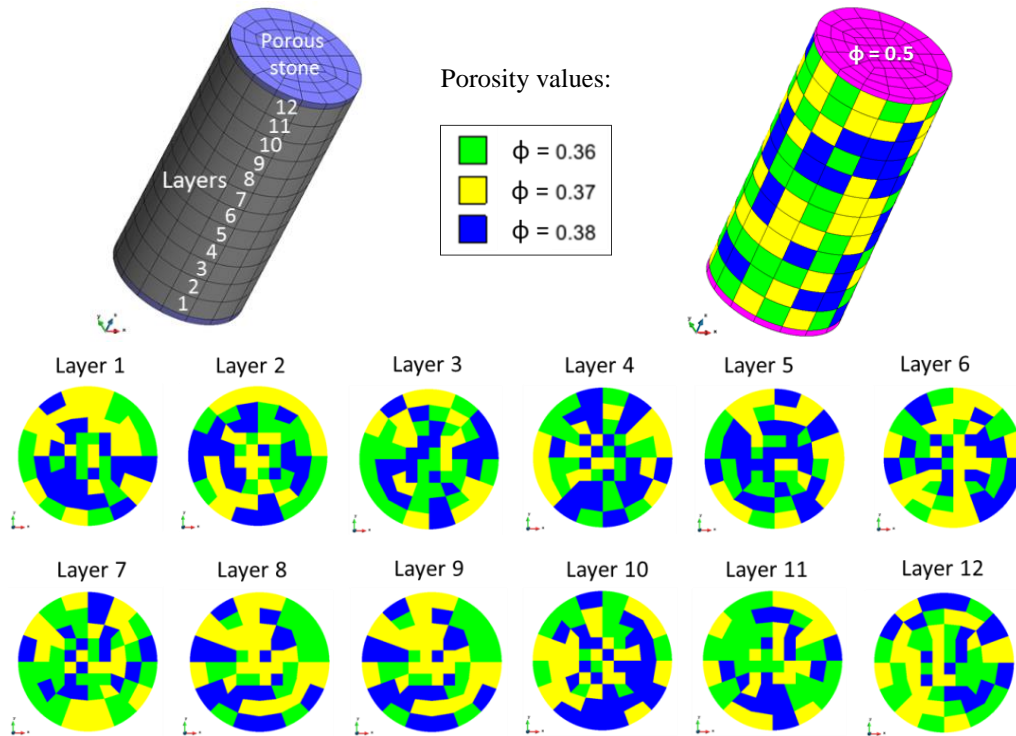 Porous
stone
12
11
10
9
8
7
6
5
4
3
2
1
Layers
Porosity values:
ϕ = 0.36
ϕ = 0.37
ϕ = 0.38
ϕ = 0.5
Layer 1
Layer 2
Layer 3
Layer 4
Layer 5
Layer 6
Layer 7
Layer 8
Layer 9
Layer 10
Layer 11
Layer 12